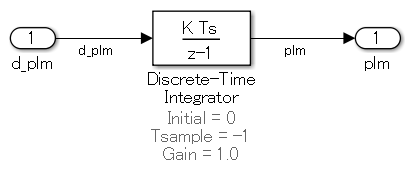 1
d_plm
d_plm
K Ts
z-1
plm
1
plm
Discrete-Time
Integrator
Initial = 0
Tsample = -1
Gain = 1.0